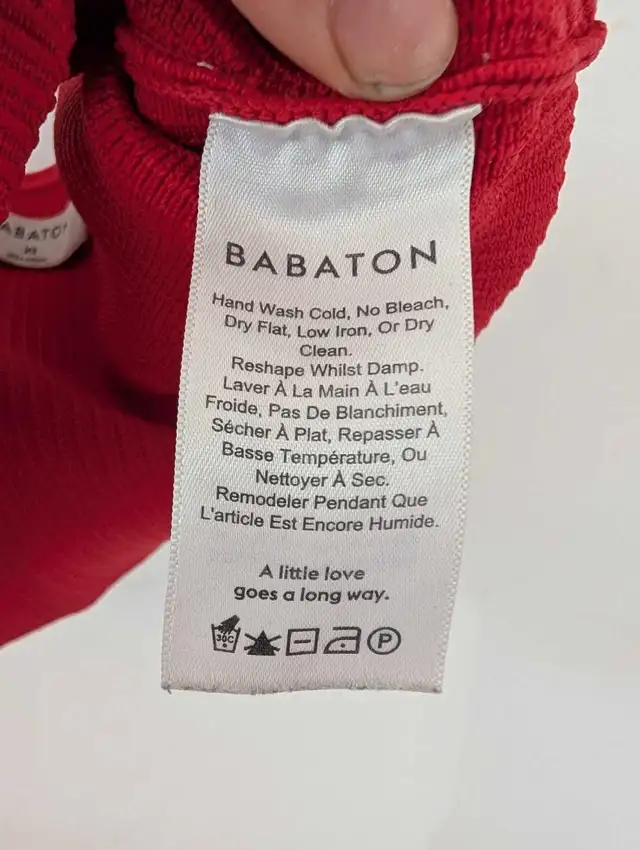 BABATON
Hand Wash Cold, No Bleach,
Dry Flat, Low Iron, Or Dry
Clean.
Reshape Whilst Damp.
Laver À La Main À L'eau
Froide, Pas De Blanchiment,
Sécher À Plat, Repasser À
Basse Température, Ou
Nettoyer À Sec.
Remodeler Pendant Que
L'article Est Encore Humide.
A little love
goes a long way.
30C
P
ABATO